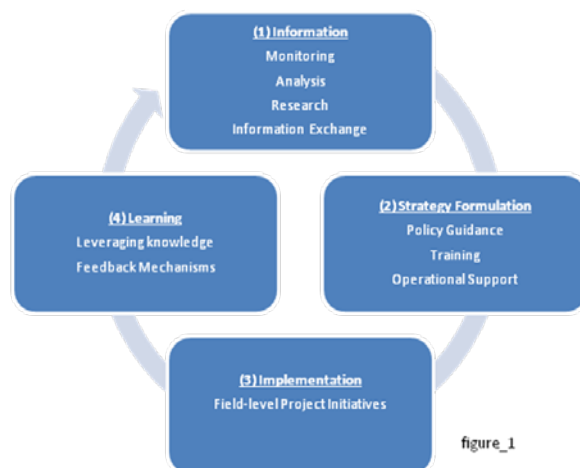 (1) Information
Monitoring
Analysis
Research
Information Exchange
(2) Strategy Formulation
Policy Guidance
Training
Operational Support
(3) Implementation
Field-level Project Initiatives
(4) Learning
Leveraging knowledge
Feedback Mechanisms
figure_1